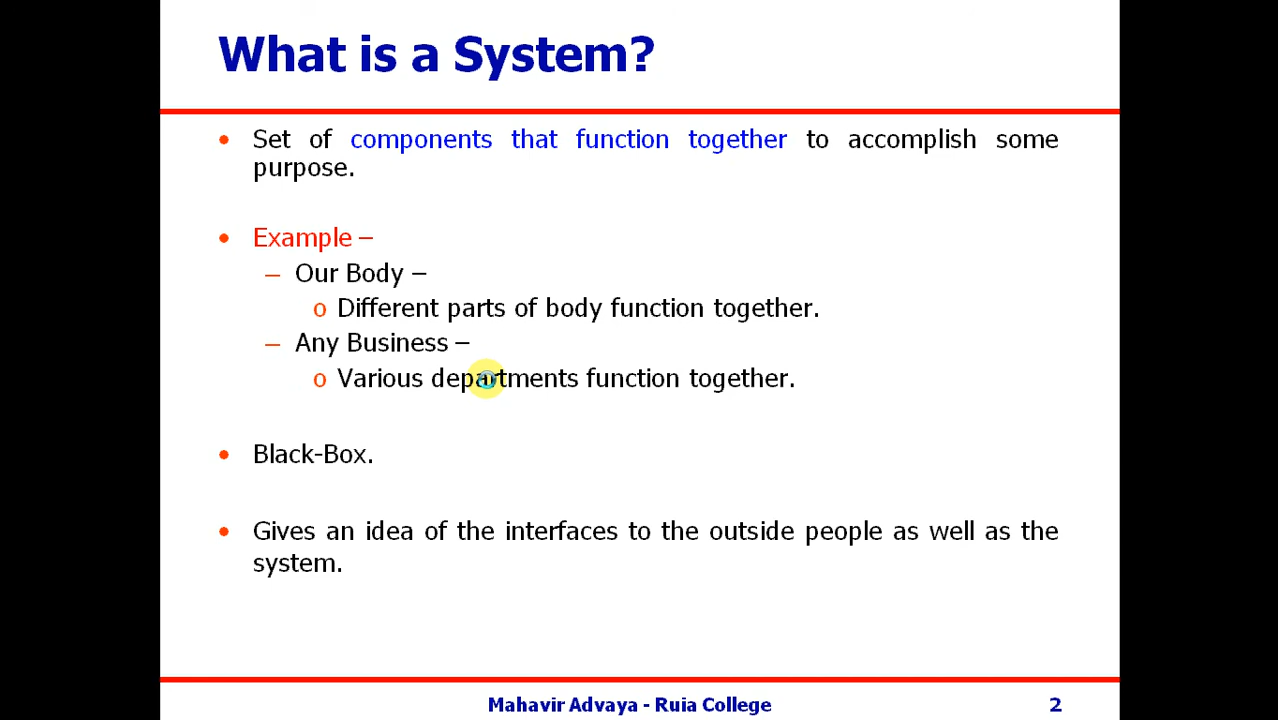 What is a System?
• Set of components that function together to accomplish some
purpose.
• Example –
– Our Body –
o Different parts of body function together.
– Any Business –
o Various departments function together.
• Black-Box.
• Gives an idea of the interfaces to the outside people as well as the
system.
Mahavir Advaya - Ruia College
2